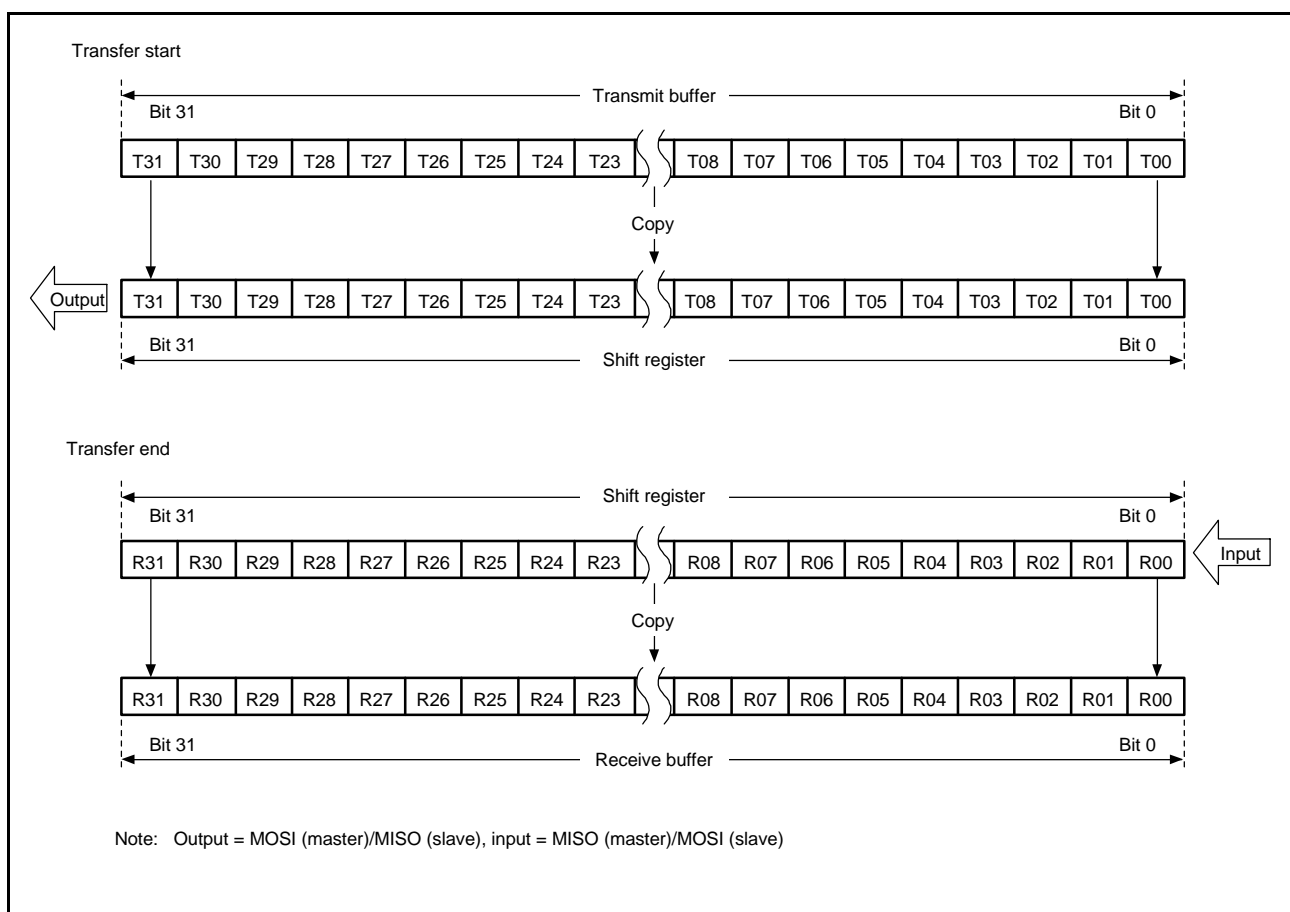 Transfer start
Transmit buffer
Bit 31 Bit 0
T31 T30 T29 T28 T27 T26 T25 T24 T23 T08 T07 T06 T05 T04 T03 T02 T01 T00
Copy
Output T31 T30 T29 T28 T27 T26 T25 T24 T23 T08 T07 T06 T05 T04 T03 T02 T01 T00
Bit 31 Bit 0
Shift register
Transfer end
Shift register
Bit 31 Bit 0
R31 R30 R29 R28 R27 R26 R25 R24 R23 R08 R07 R06 R05 R04 R03 R02 R01 R00 Input
Copy
R31 R30 R29 R28 R27 R26 R25 R24 R23 R08 R07 R06 R05 R04 R03 R02 R01 R00
Bit 31 Bit 0
Receive buffer
Note: Output = MOSI (master)/MISO (slave), input = MISO (master)/MOSI (slave)